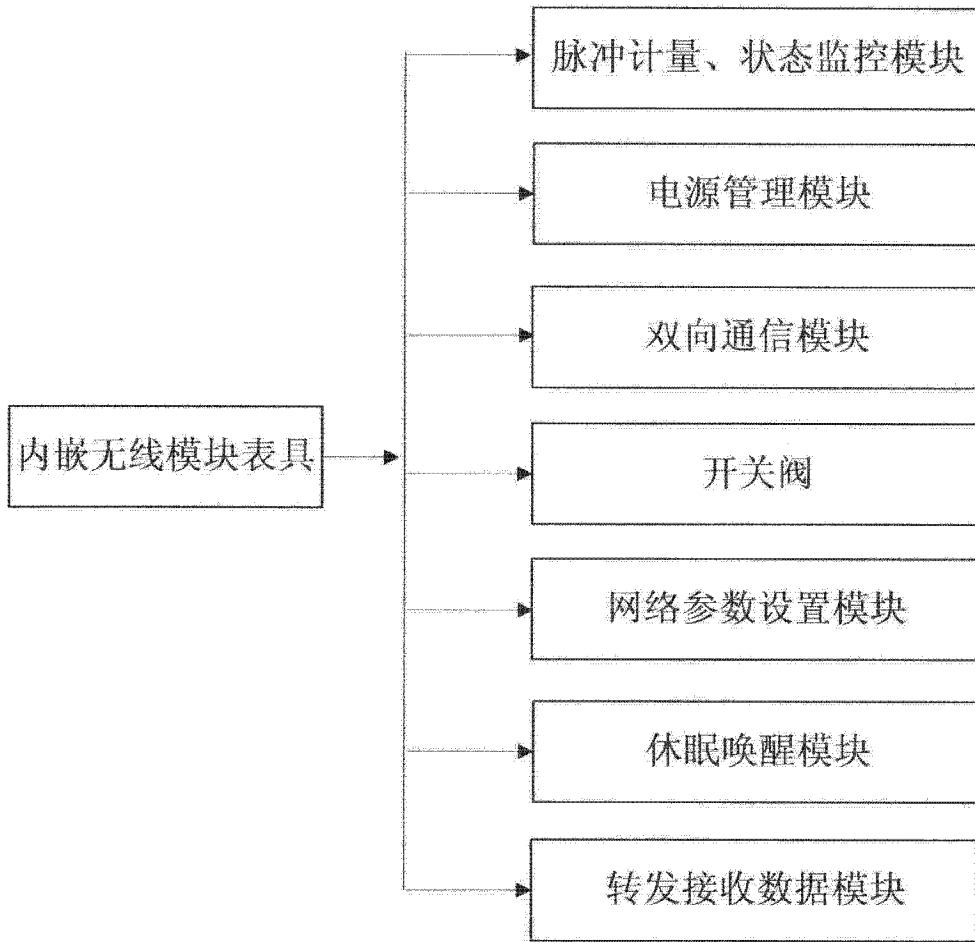 脉冲计量、状态监控模块
电源管理模块
双向通信模块
内嵌无线模块表具
开关阀
网络参数设置模块
休眠唤醒模块
转发接收数据模块